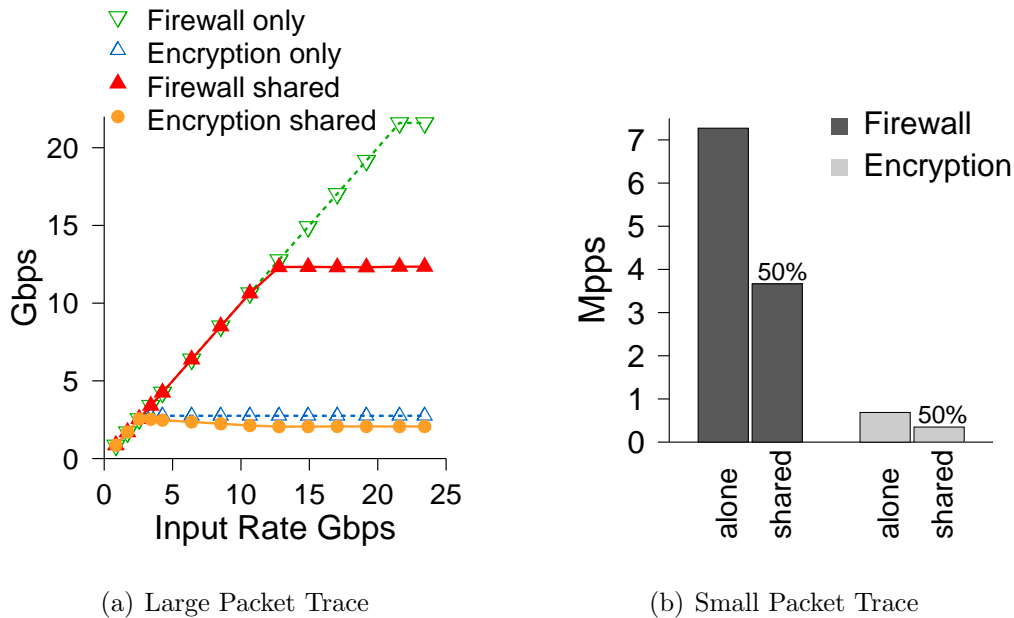 Firewall only
Encryption only
Firewall shared
Encryption shared
20
15
10
5
0
Gbps
0 5 10 15 20 25
Input Rate Gbps
(a) Large Packet Trace
Firewall
Encryption
7
6
5
4
3
2
1
0
Mpps
50%
50%
alone
shared
alone
shared
(b) Small Packet Trace